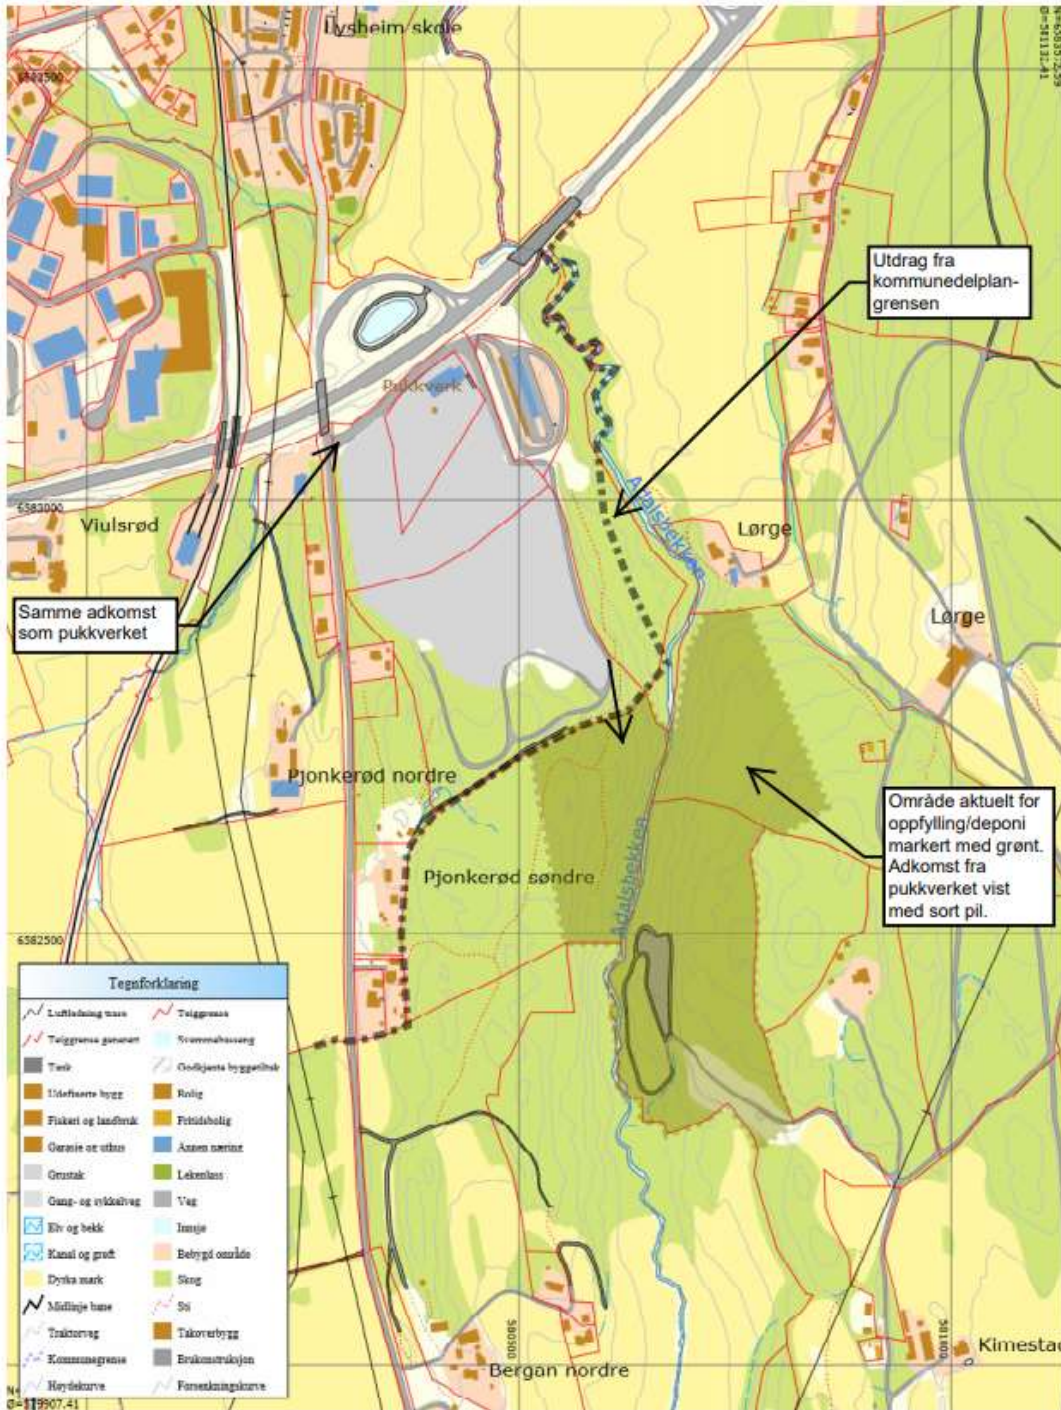 Lysheim skole
6583500
Utdrag fra
kommunedelplan-
grensen
Pukkverk
6583000
Viulsrød
Adalsbekken
Lørge
Samme adkomst
som pukkverket
Lørge
Pjonkerød nordre
Område aktuelt for
oppfylling/deponi
markert med grønt.
Adkomst fra
pukkverket vist
med sort pil.
Pjonkerød søndre
Adalsbekken
6582500
Tegnforklaring
Luftledning trase
Teiggrense
Teiggrense generert
Svømmebasseng
Tank
Godkjente byggetiltak
Udefinerte bygg
Bolig
Fiskeri og landbruk
Fritidsbolig
Garasje og uthus
Annen næring
Grustak
Lekeplass
Gang- og sykkelveg
Veg
Elv og bekk
Innsjø
Kanal og grøft
Bebygd område
Dyrka mark
Skog
Midtlinje bane
Sti
Traktorveg
Takoverbygg
Kommunegrense
Brukonstruksjon
Høydekurve
Forsenkningskurve
580500
Bergan nordre
Kimestad